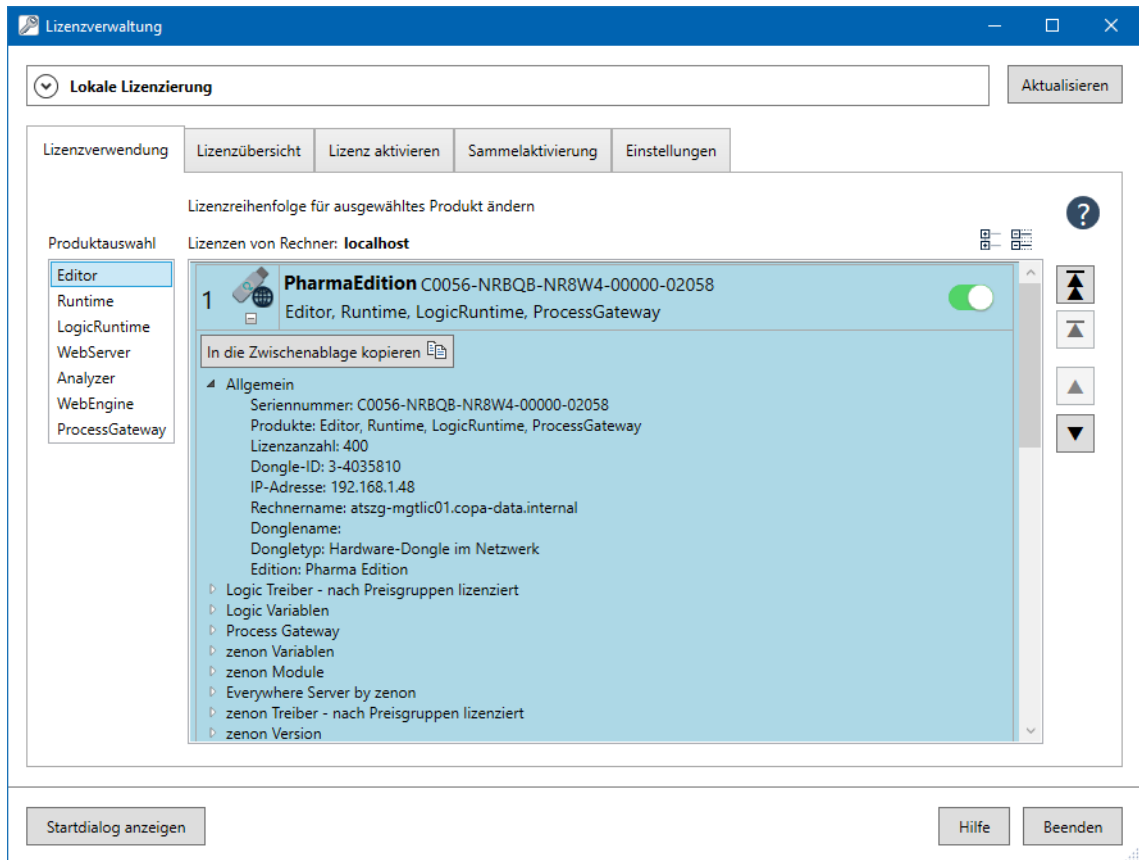 Lizenzverwaltung
Lokale Lizenzierung
Aktualisieren
Lizenzverwendung
Lizenzübersicht
Lizenz aktivieren
Sammelaktivierung
Einstellungen
Lizenzreihenfolge für ausgewähltes Produkt ändern
?
Produktauswahl
Lizenzen von Rechner: localhost
Editor
Runtime
LogicRuntime
WebServer
Analyzer
WebEngine
ProcessGateway
1
PharmaEdition C0056-NRBQB-NR8W4-00000-02058
Editor, Runtime, LogicRuntime, ProcessGateway
In die Zwischenablage kopieren
Allgemein
Seriennummer: C0056-NRBQB-NR8W4-00000-02058
Produkte: Editor, Runtime, LogicRuntime, ProcessGateway
Lizenzanzahl: 400
Dongle-ID: 3-4035810
IP-Adresse: 192.168.1.48
Rechnername: atszg-mgtlic01.copa-data.internal
Donglename:
Dongletyp: Hardware-Dongle im Netzwerk
Edition: Pharma Edition
Logic Treiber - nach Preisgruppen lizenziert
Logic Variablen
Process Gateway
zenon Variablen
zenon Module
Everywhere Server by zenon
zenon Treiber - nach Preisgruppen lizenziert
zenon Version
Startdialog anzeigen
Hilfe
Beenden